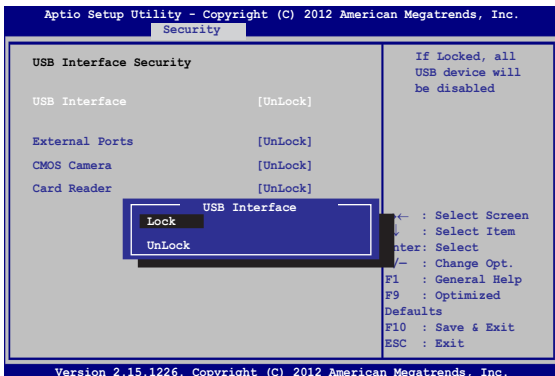 Aptio Setup Utility - Copyright (C) 2012 American Megatrends, Inc.
Security
USB Interface Security
USB Interface [UnLock]
External Ports [UnLock]
CMOS Camera [UnLock]
Card Reader [UnLock]
USB Interface
Lock
UnLock
If Locked, all
USB device will
be disabled
← : Select Screen
↓ : Select Item
nter: Select
/— : Change Opt.
F1 : General Help
F9 : Optimized
Defaults
F10 : Save & Exit
ESC : Exit
Version 2.15.1226. Copyright (C) 2012 American Megatrends, Inc.